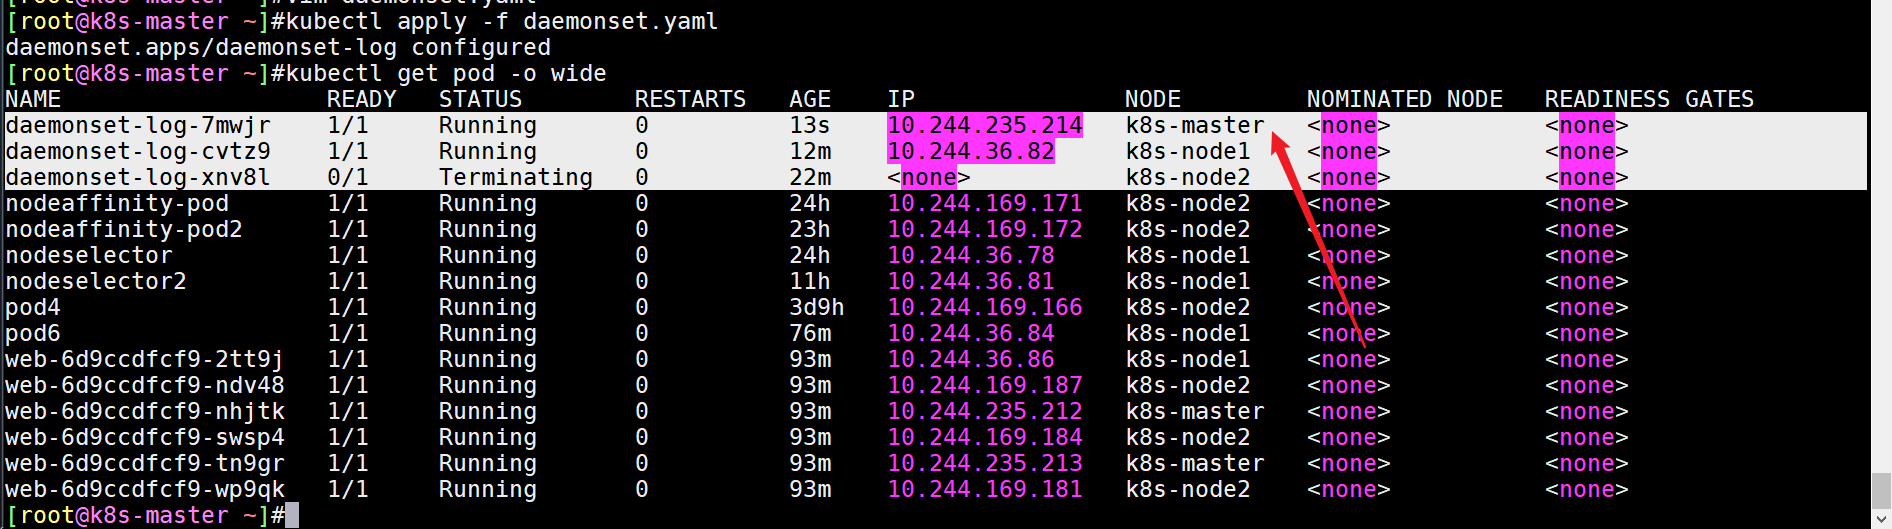 [root@k8s-master ~]#vim daemonset.yaml
[root@k8s-master ~]#kubectl apply -f daemonset.yaml
daemonset.apps/daemonset-log configured
[root@k8s-master ~]#kubectl get pod -o wide
NAME READY STATUS RESTARTS AGE IP NODE NOMINATED NODE READINESS GATES
daemonset-log-7mwjr 1/1 Running 0 13s 10.244.235.214 k8s-master <none> <none>
daemonset-log-cvtz9 1/1 Running 0 12m 10.244.36.82 k8s-node1 <none> <none>
daemonset-log-xnv8l 0/1 Terminating 0 22m <none> k8s-node2 <none> <none>
nodeaffinity-pod 1/1 Running 0 24h 10.244.169.171 k8s-node2 <none> <none>
nodeaffinity-pod2 1/1 Running 0 23h 10.244.169.172 k8s-node2 <none> <none>
nodeselector 1/1 Running 0 24h 10.244.36.78 k8s-node1 <none> <none>
nodeselector2 1/1 Running 0 11h 10.244.36.81 k8s-node1 <none> <none>
pod4 1/1 Running 0 3d9h 10.244.169.166 k8s-node2 <none> <none>
pod6 1/1 Running 0 76m 10.244.36.84 k8s-node1 <none> <none>
web-6d9ccdfcf9-2tt9j 1/1 Running 0 93m 10.244.36.86 k8s-node1 <none> <none>
web-6d9ccdfcf9-ndv48 1/1 Running 0 93m 10.244.169.187 k8s-node2 <none> <none>
web-6d9ccdfcf9-nhjtk 1/1 Running 0 93m 10.244.235.212 k8s-master <none> <none>
web-6d9ccdfcf9-swsp4 1/1 Running 0 93m 10.244.169.184 k8s-node2 <none> <none>
web-6d9ccdfcf9-tn9gr 1/1 Running 0 93m 10.244.235.213 k8s-master <none> <none>
web-6d9ccdfcf9-wp9qk 1/1 Running 0 93m 10.244.169.181 k8s-node2 <none> <none>
[root@k8s-master ~]#